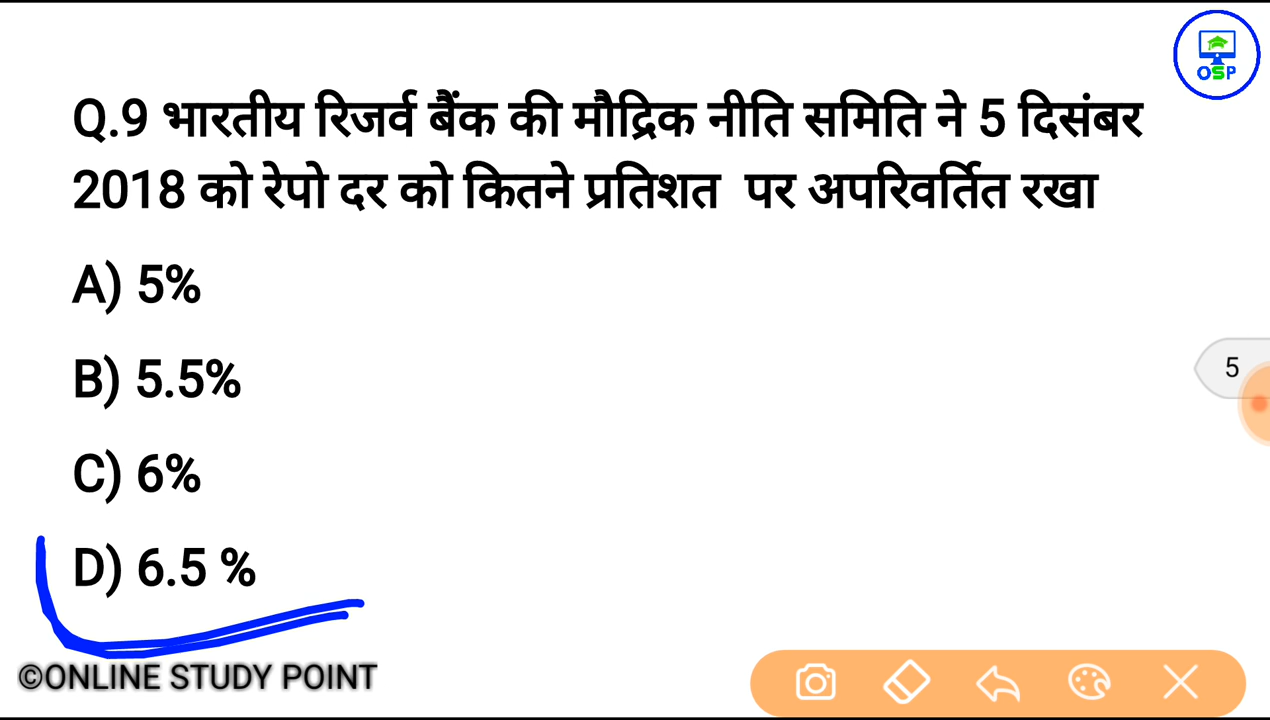 OSP
Q.9 भारतीय रिजर्व बैंक की मौद्रिक नीति समिति ने 5 दिसंबर
2018 को रेपो दर को कितने प्रतिशत पर अपरिवर्तित रखा
A) 5%
B) 5.5%
5
C) 6%
D) 6.5 %
©ONLINE STUDY POINT